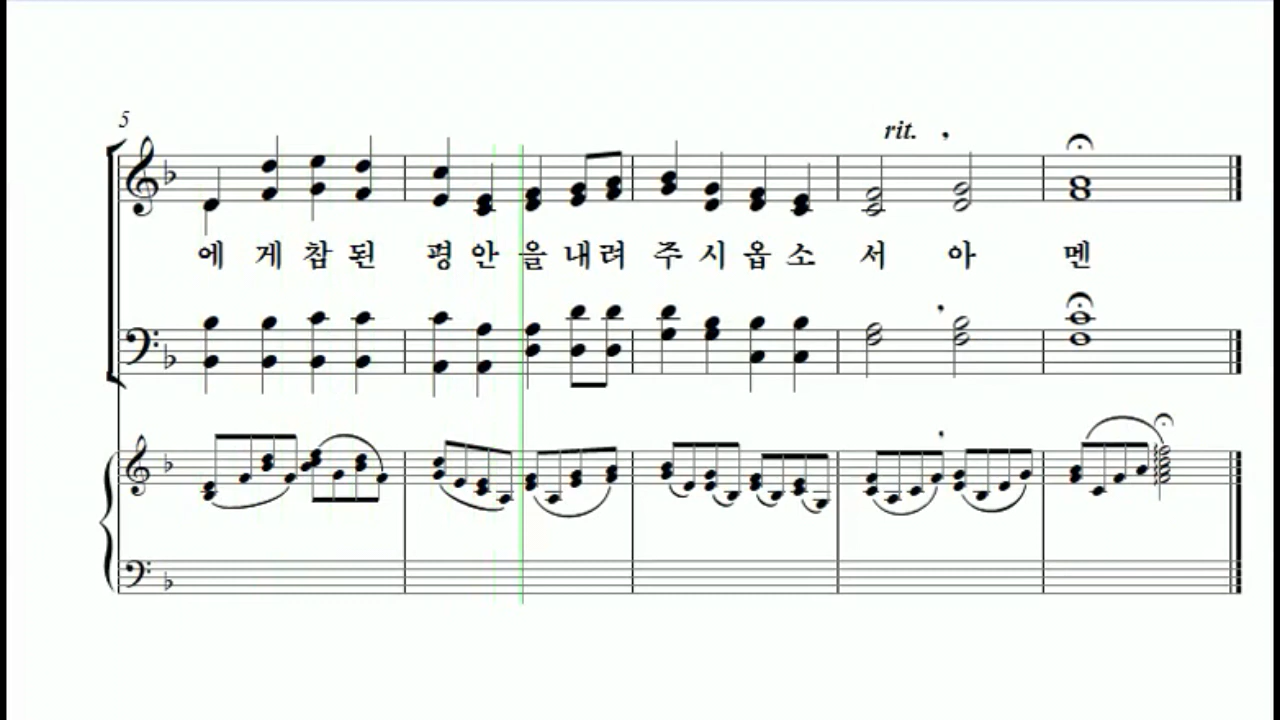 5
rit.
에 게 참 된 평 안 을 내 려 주 시 옵 소 서 아 멘